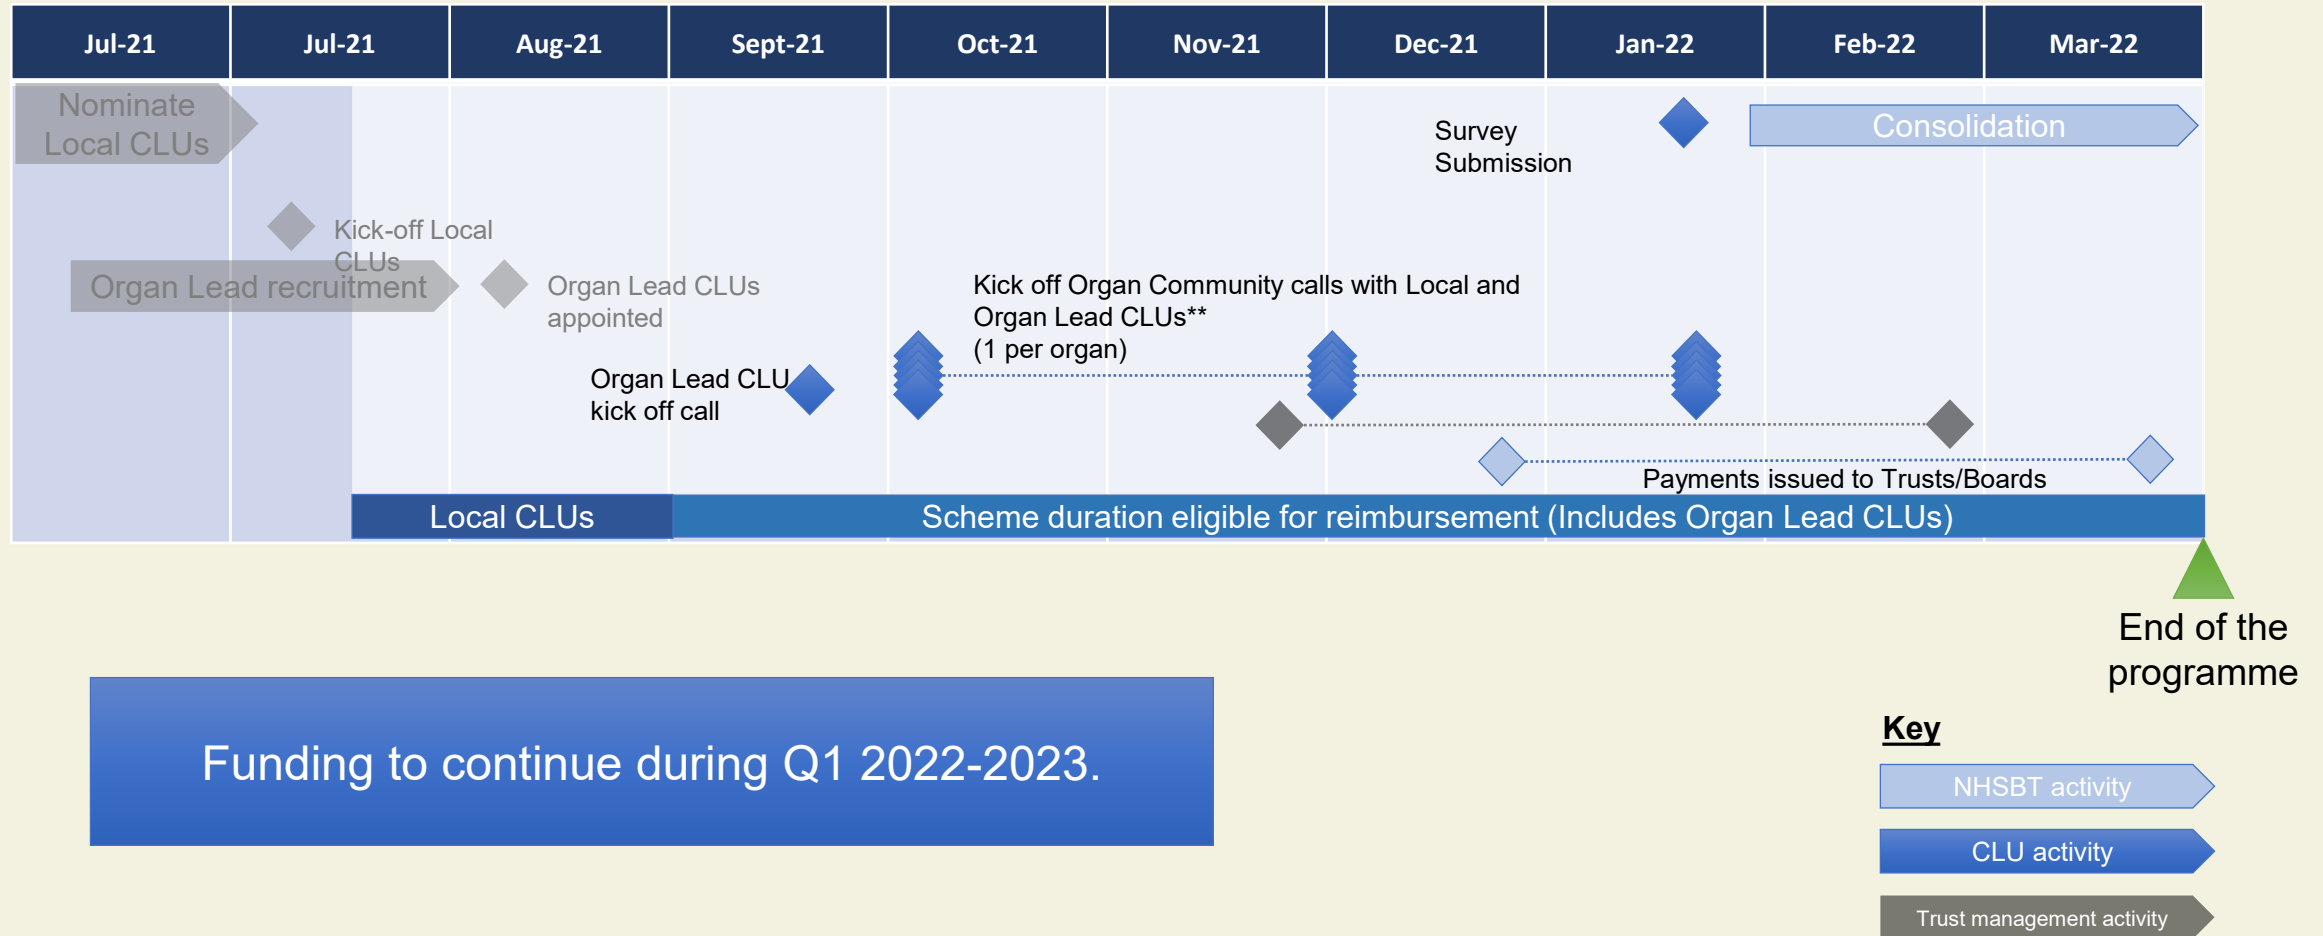 Jul-21 Jul-21 Aug-21 Sept-21 Oct-21 Nov-21 Dec-21 Jan-22 Feb-22 Mar-22
Nominate
Local CLUs
Survey
Submission
Consolidation
Kick-off Local
CLUs
Organ Lead recruitment
Organ Lead CLUs
appointed
Kick off Organ Community calls with Local and
Organ Lead CLUs**
(1 per organ)
Organ Lead CLU
kick off call
Payments issued to Trusts/Boards
Local CLUs
Scheme duration eligible for reimbursement (Includes Organ Lead CLUs)
End of the
programme
Funding to continue during Q1 2022-2023.
Key
NHSBT activity
CLU activity
Trust management activity